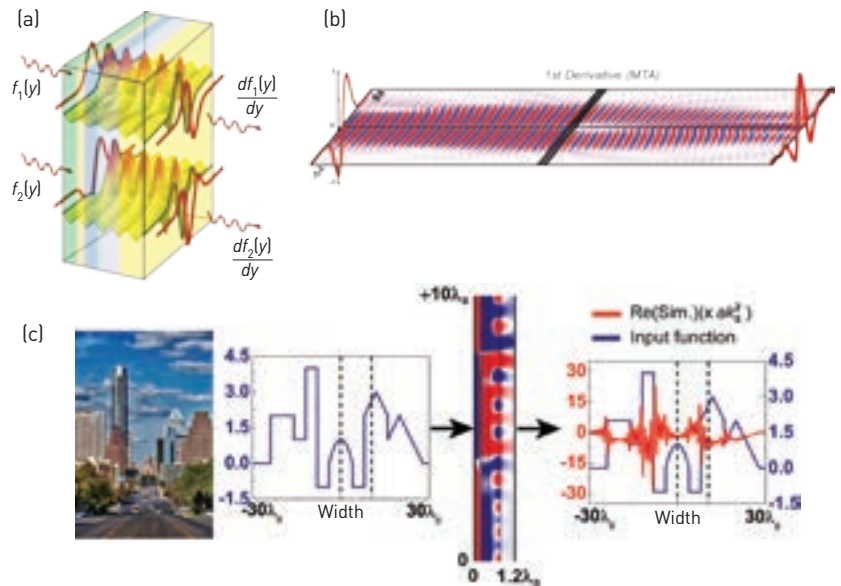 (a)
f₁(y)
df₁(y)
dy
f₂(y)
df₂(y)
dy
(b)
1st Derivative (MTA)
(c)
4.5
3.0
1.5
0.0
-1.5
-30λ₀
Width
30λ₀
+10λ₀
0
0
1.2λ₀
Re(Sim.)(x ak₀²)
Input function
30
15
0
-15
-30
4.5
3.0
1.5
0.0
-1.5
-30λ₀
Width
30λ₀